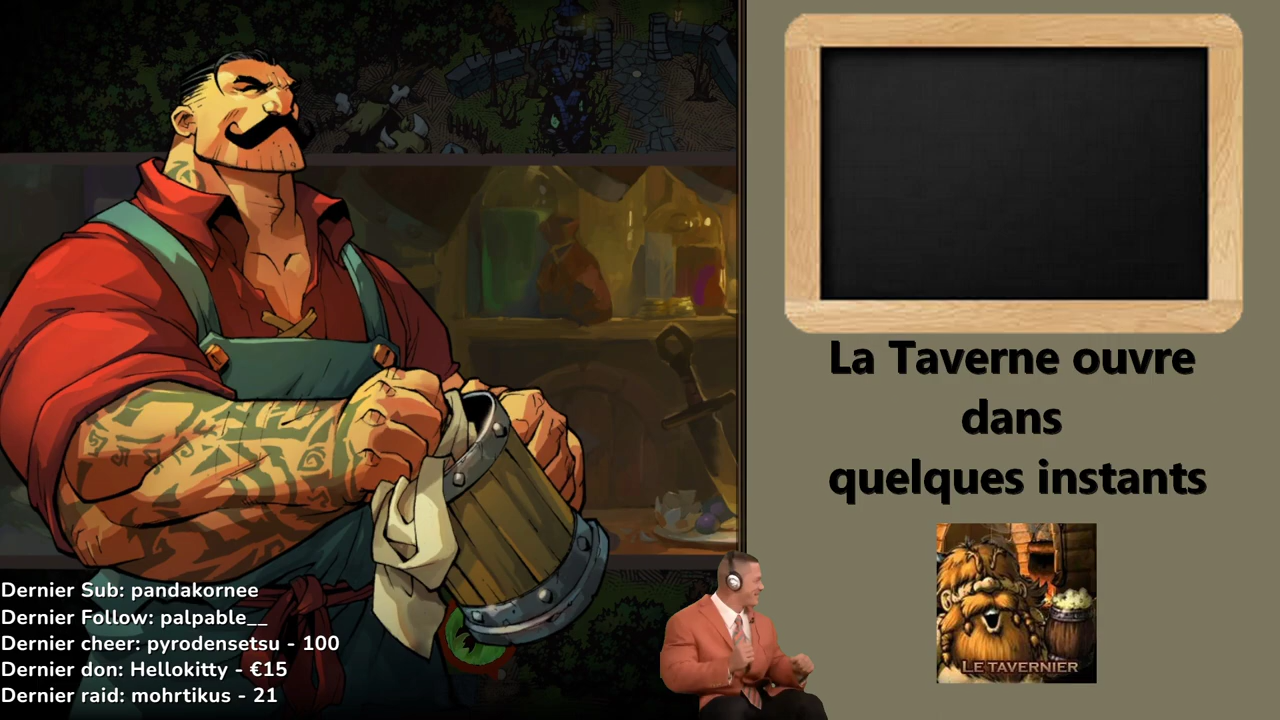 La Taverne ouvre
dans
quelques instants
LE TAVERNIER
Dernier Sub: pandakornee
Dernier Follow: palpable__
Dernier cheer: pyrodensetsu - 100
Dernier don: Hellokitty - €15
Dernier raid: mohrtikus - 21